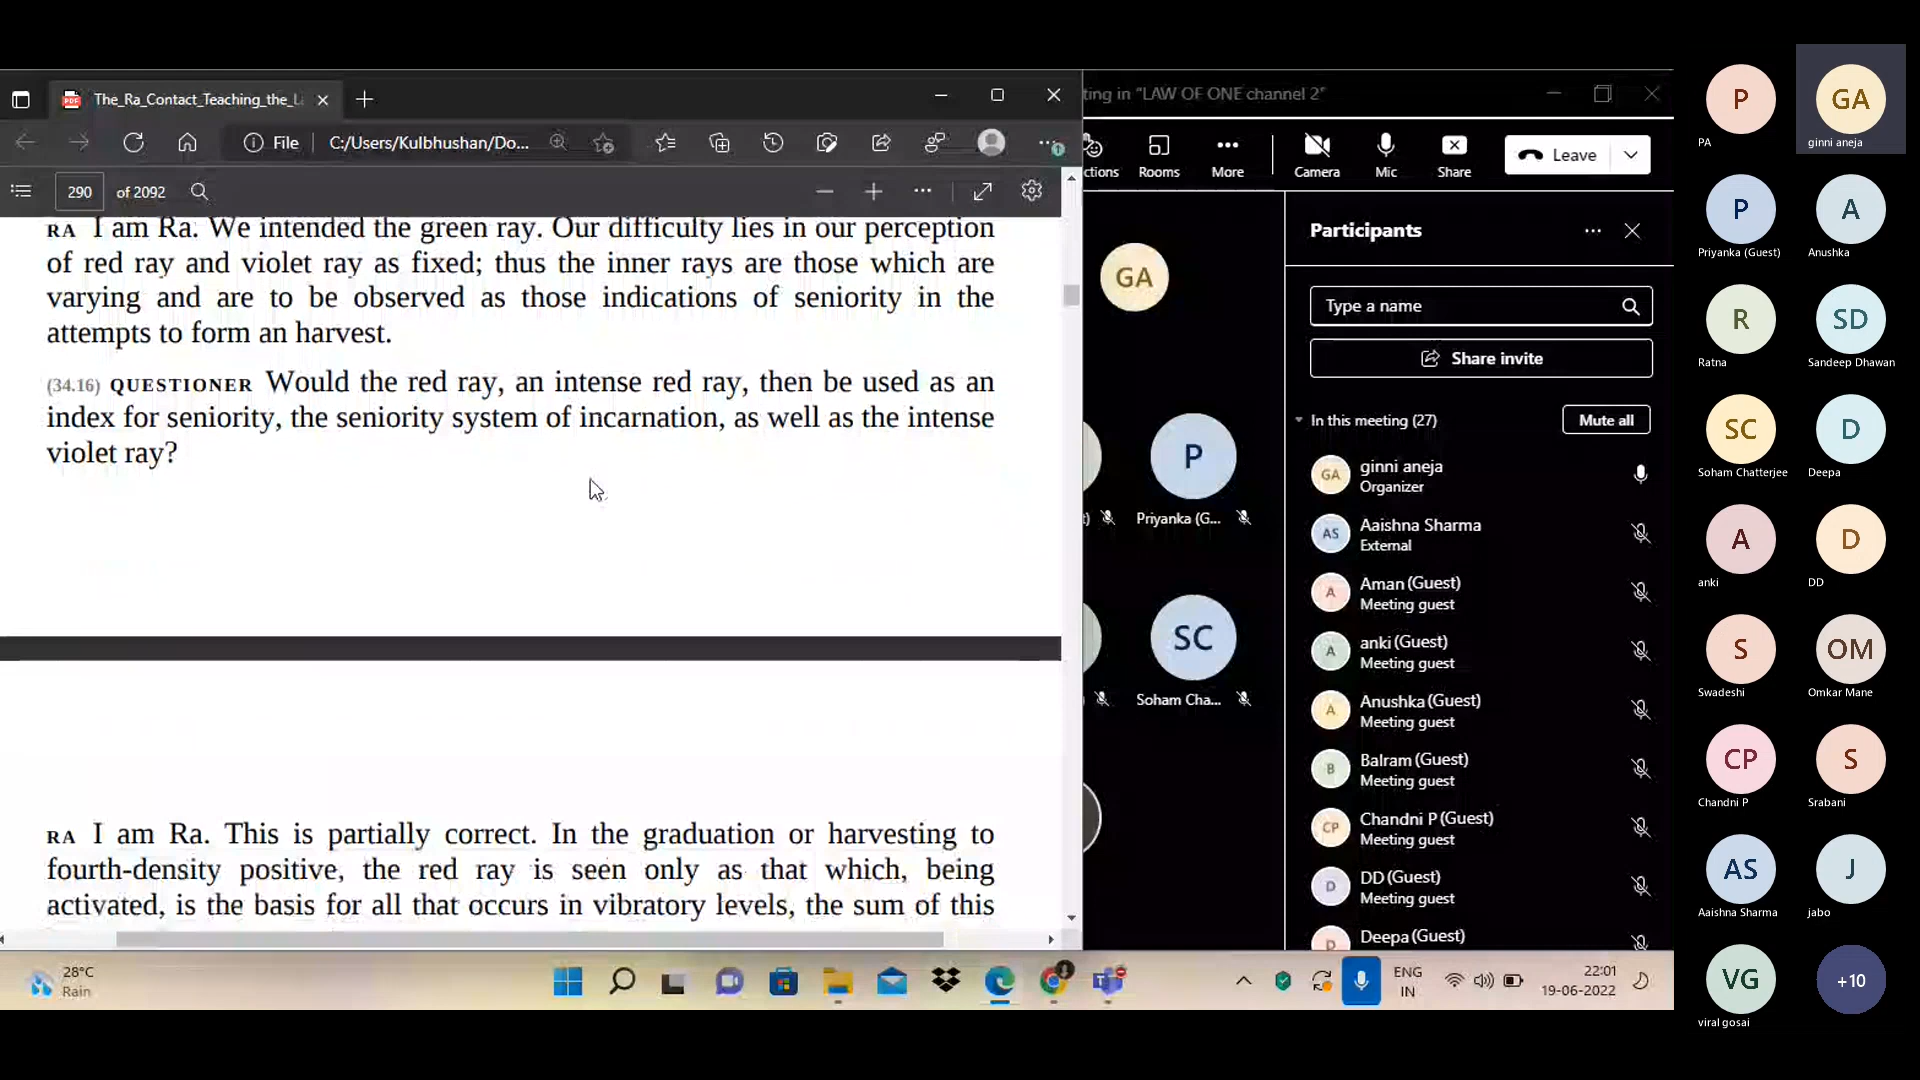 The_Ra_Contact_Teaching_the_L
File
C:/Users/Kulbhushan/Do...
290 of 2092
RA I am Ra. We intended the green ray. Our difficulty lies in our perception
of red ray and violet ray as fixed; thus the inner rays are those which are
varying and are to be observed as those indications of seniority in the
attempts to form an harvest.
(34.16) QUESTIONER Would the red ray, an intense red ray, then be used as an
index for seniority, the seniority system of incarnation, as well as the intense
violet ray?
RA I am Ra. This is partially correct. In the graduation or harvesting to
fourth-density positive, the red ray is seen only as that which, being
activated, is the basis for all that occurs in vibratory levels, the sum of this
ting in "LAW OF ONE channel 2"
ctions
Rooms
More
Camera
Mic
Share
Leave
GA
P
Priyanka (G...
SC
Soham Cha...
Participants
Type a name
Share invite
In this meeting (27)
Mute all
GA
ginni aneja
Organizer
AS
Aaishna Sharma
External
A
Aman (Guest)
Meeting guest
A
anki (Guest)
Meeting guest
A
Anushka (Guest)
Meeting guest
B
Balram (Guest)
Meeting guest
CP
Chandni P (Guest)
Meeting guest
D
DD (Guest)
Meeting guest
D
Deepa (Guest)
P
PA
GA
ginni aneja
P
Priyanka (Guest)
A
Anushka
R
Ratna
SD
Sandeep Dhawan
SC
Soham Chatterjee
D
Deepa
A
anki
D
DD
S
Swadeshi
OM
Omkar Mane
CP
Chandni P
S
Srabani
AS
Aaishna Sharma
J
jabo
VG
viral gosai
+10
28°C
Rain
ENG
IN
22:01
19-06-2022